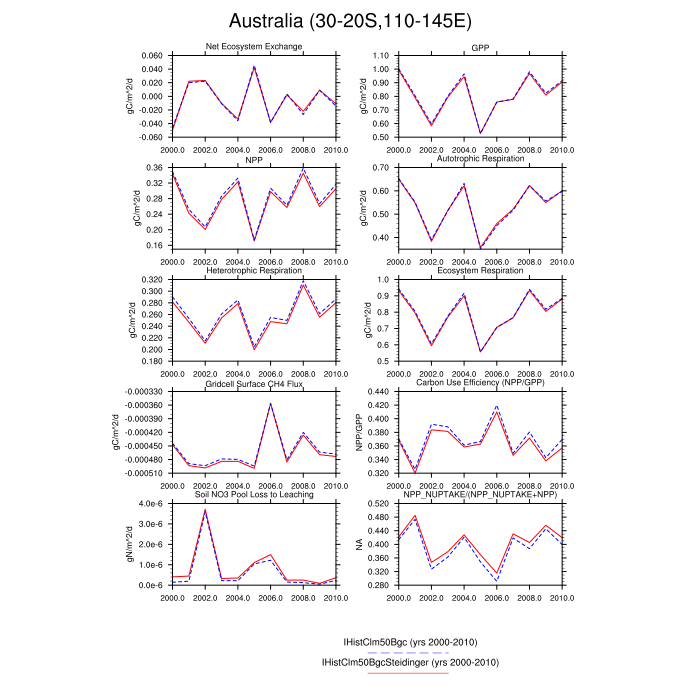 Australia (30-20S,110-145E)
Net Ecosystem Exchange
gC/m^2/d
0.060
0.040
0.020
0.000
-0.020
-0.040
-0.060
2000.0 2002.0 2004.0 2006.0 2008.0 2010.0
GPP
gC/m^2/d
1.10
1.00
0.90
0.80
0.70
0.60
0.50
2000.0 2002.0 2004.0 2006.0 2008.0 2010.0
NPP
gC/m^2/d
0.36
0.32
0.28
0.24
0.20
0.16
2000.0 2002.0 2004.0 2006.0 2008.0 2010.0
Autotrophic Respiration
gC/m^2/d
0.70
0.60
0.50
0.40
2000.0 2002.0 2004.0 2006.0 2008.0 2010.0
Heterotrophic Respiration
gC/m^2/d
0.320
0.300
0.280
0.260
0.240
0.220
0.200
0.180
2000.0 2002.0 2004.0 2006.0 2008.0 2010.0
Ecosystem Respiration
gC/m^2/d
1.0
0.9
0.8
0.7
0.6
0.5
2000.0 2002.0 2004.0 2006.0 2008.0 2010.0
Gridcell Surface CH4 Flux
gC/m^2/d
-0.000330
-0.000360
-0.000390
-0.000420
-0.000450
-0.000480
-0.000510
2000.0 2002.0 2004.0 2006.0 2008.0 2010.0
Carbon Use Efficiency (NPP/GPP)
NPP/GPP
0.440
0.420
0.400
0.380
0.360
0.340
0.320
2000.0 2002.0 2004.0 2006.0 2008.0 2010.0
Soil NO3 Pool Loss to Leaching
gN/m^2/d
4.0e-6
3.0e-6
2.0e-6
1.0e-6
0.0e-6
2000.0 2002.0 2004.0 2006.0 2008.0 2010.0
NPP_NUPTAKE/(NPP_NUPTAKE+NPP)
NA
0.520
0.480
0.440
0.400
0.360
0.320
0.280
2000.0 2002.0 2004.0 2006.0 2008.0 2010.0
IHistClm50Bgc (yrs 2000-2010)
IHistClm50BgcSteidinger (yrs 2000-2010)